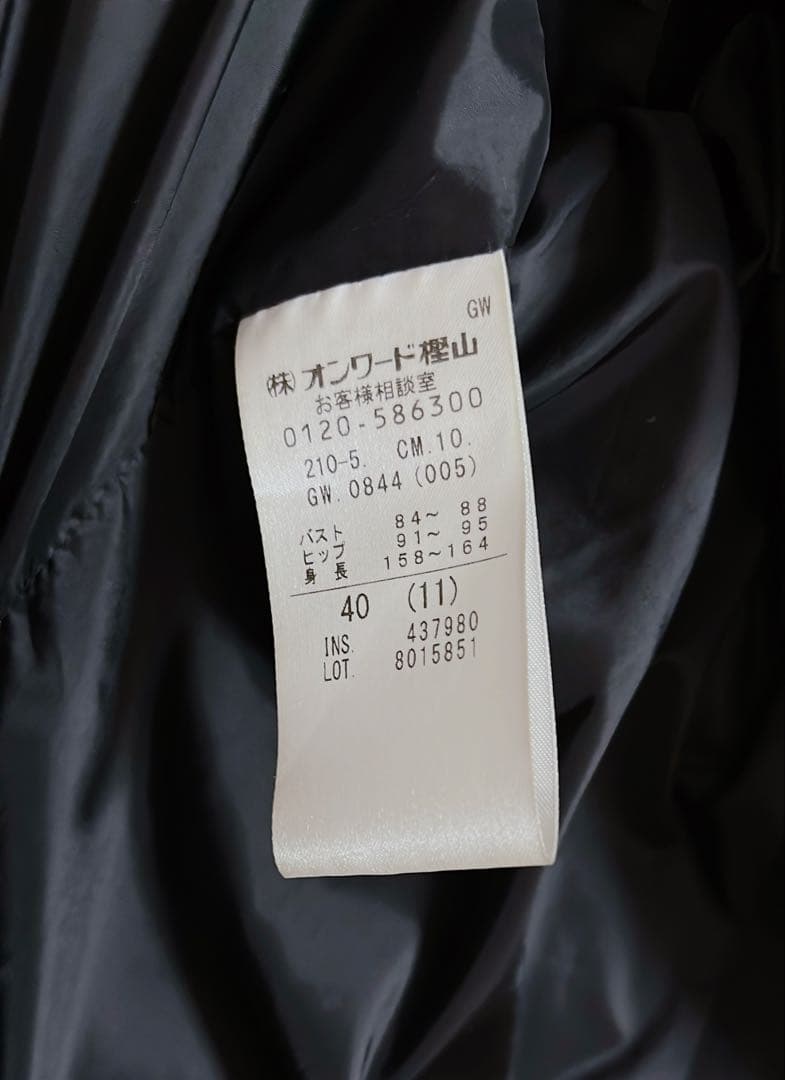 GW
(株)オンワード樫山
お客様相談室
0120-586300
210-5. CM.10.
GW.0844 (005)
バスト 84~ 88
ヒップ 91~ 95
身 長 158~164
40 (11)
INS. 437980
LOT. 8015851